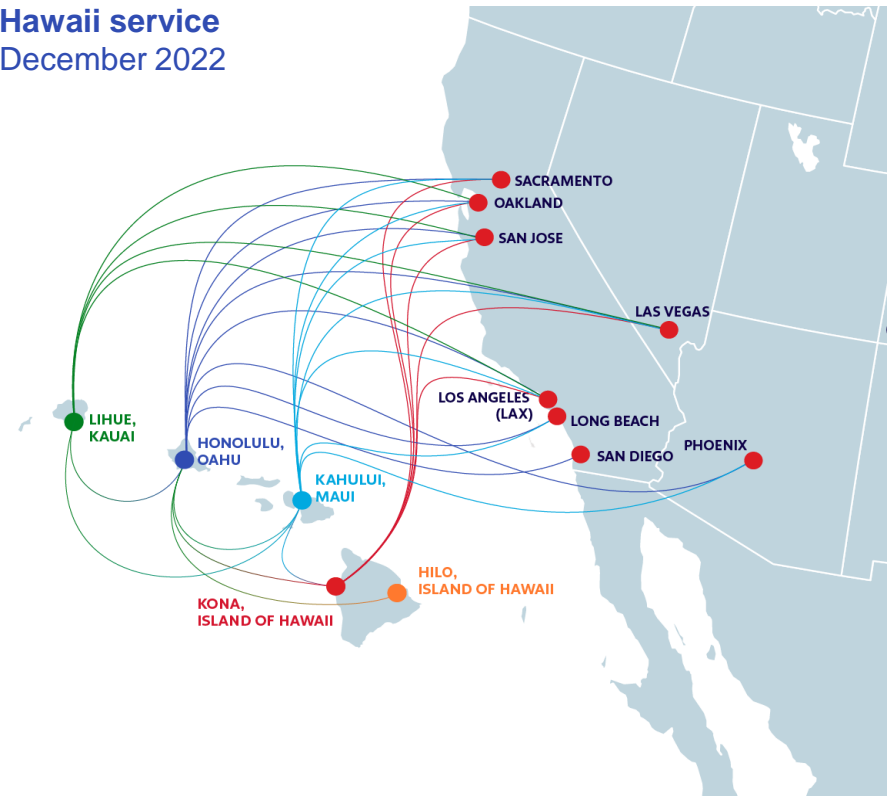 Hawaii service
December 2022
SACRAMENTO
OAKLAND
SAN JOSE
LAS VEGAS
LOS ANGELES
(LAX)
LONG BEACH
SAN DIEGO
PHOENIX
LIHUE,
KAUAI
HONOLULU,
OAHU
KAHULUI,
MAUI
HILO,
ISLAND OF HAWAII
KONA,
ISLAND OF HAWAII